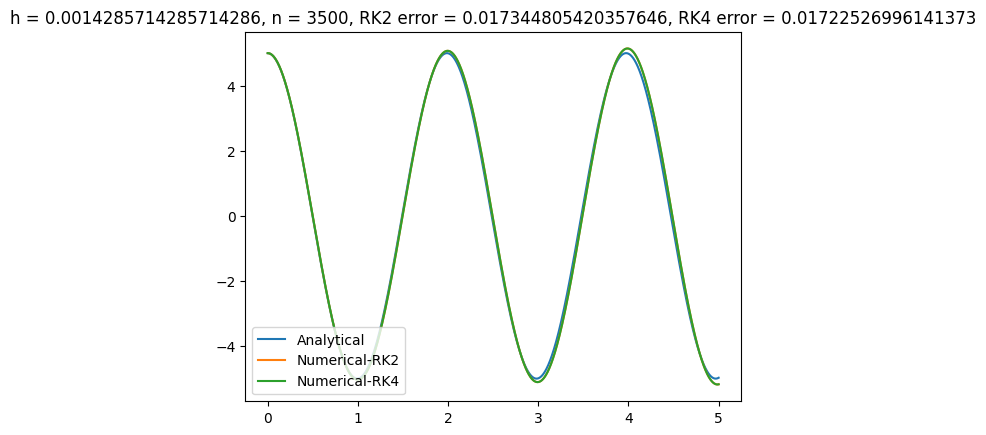 h = 0.0014285714285714286, n = 3500, RK2 error = 0.017344805420357646, RK4 error = 0.01722526996141373
4
2
0
−2
−4
Analytical
Numerical-RK2
Numerical-RK4
0 1 2 3 4 5